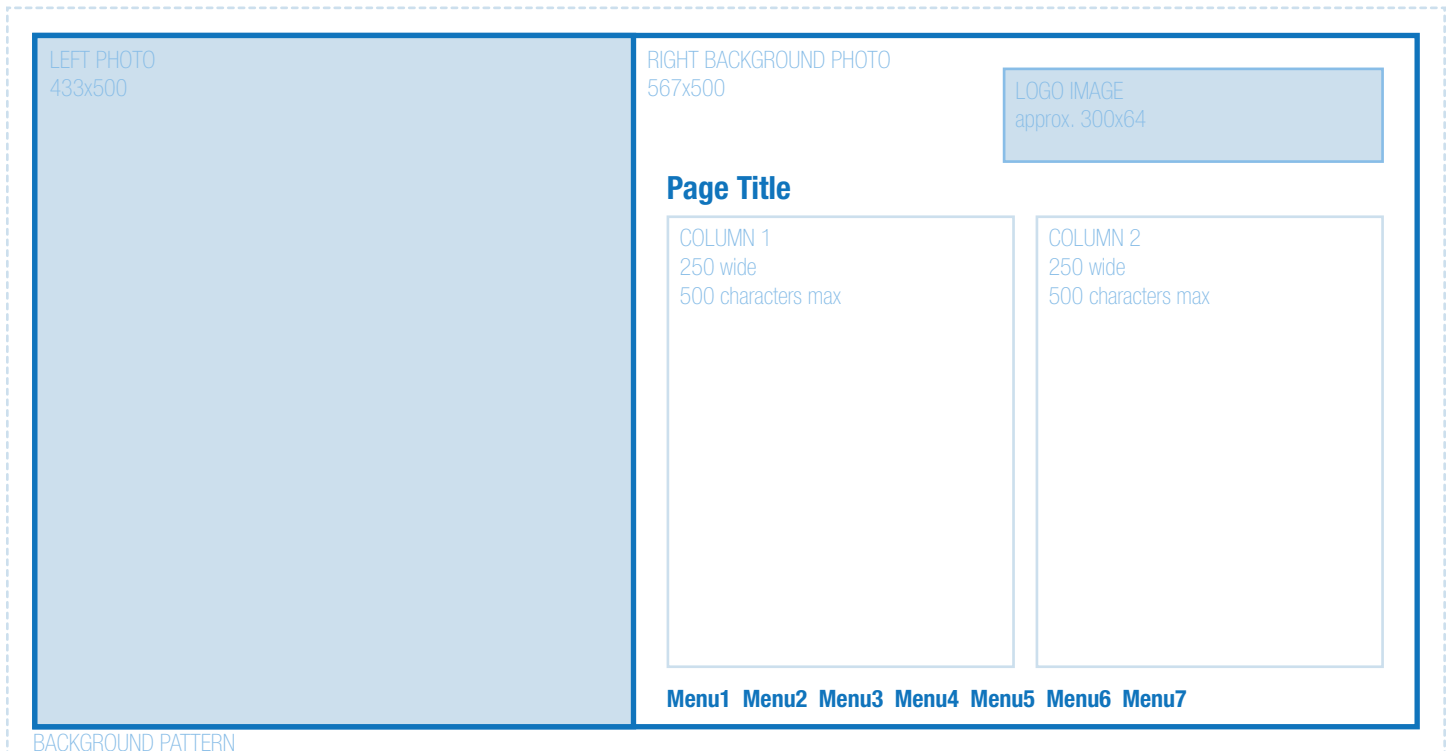 LEFT PHOTO
433x500
RIGHT BACKGROUND PHOTO
567x500
LOGO IMAGE
approx. 300x64
Page Title
COLUMN 1
250 wide
500 characters max
COLUMN 2
250 wide
500 characters max
Menu1 Menu2 Menu3 Menu4 Menu5 Menu6 Menu7
BACKGROUND PATTERN